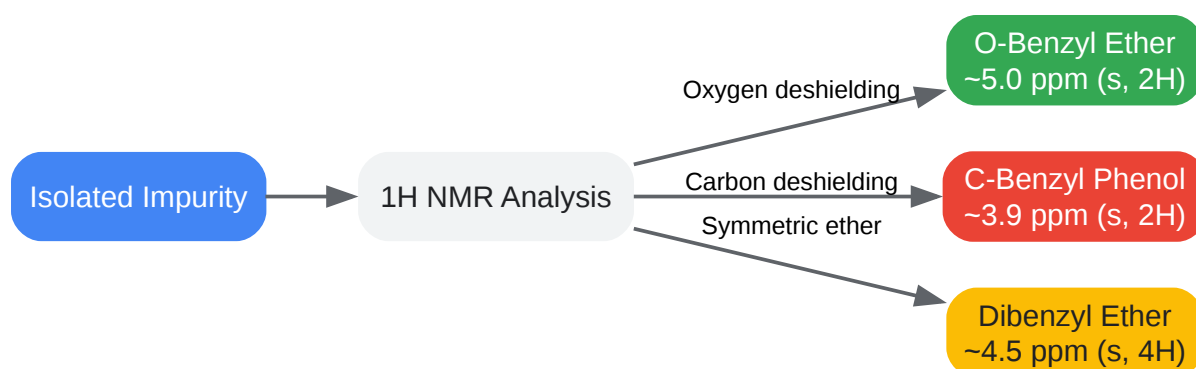 Isolated Impurity
1H NMR Analysis
Oxygen deshielding
Carbon deshielding
Symmetric ether
O-Benzyl Ether
~5.0 ppm (s, 2H)
C-Benzyl Phenol
~3.9 ppm (s, 2H)
Dibenzyl Ether
~4.5 ppm (s, 4H)